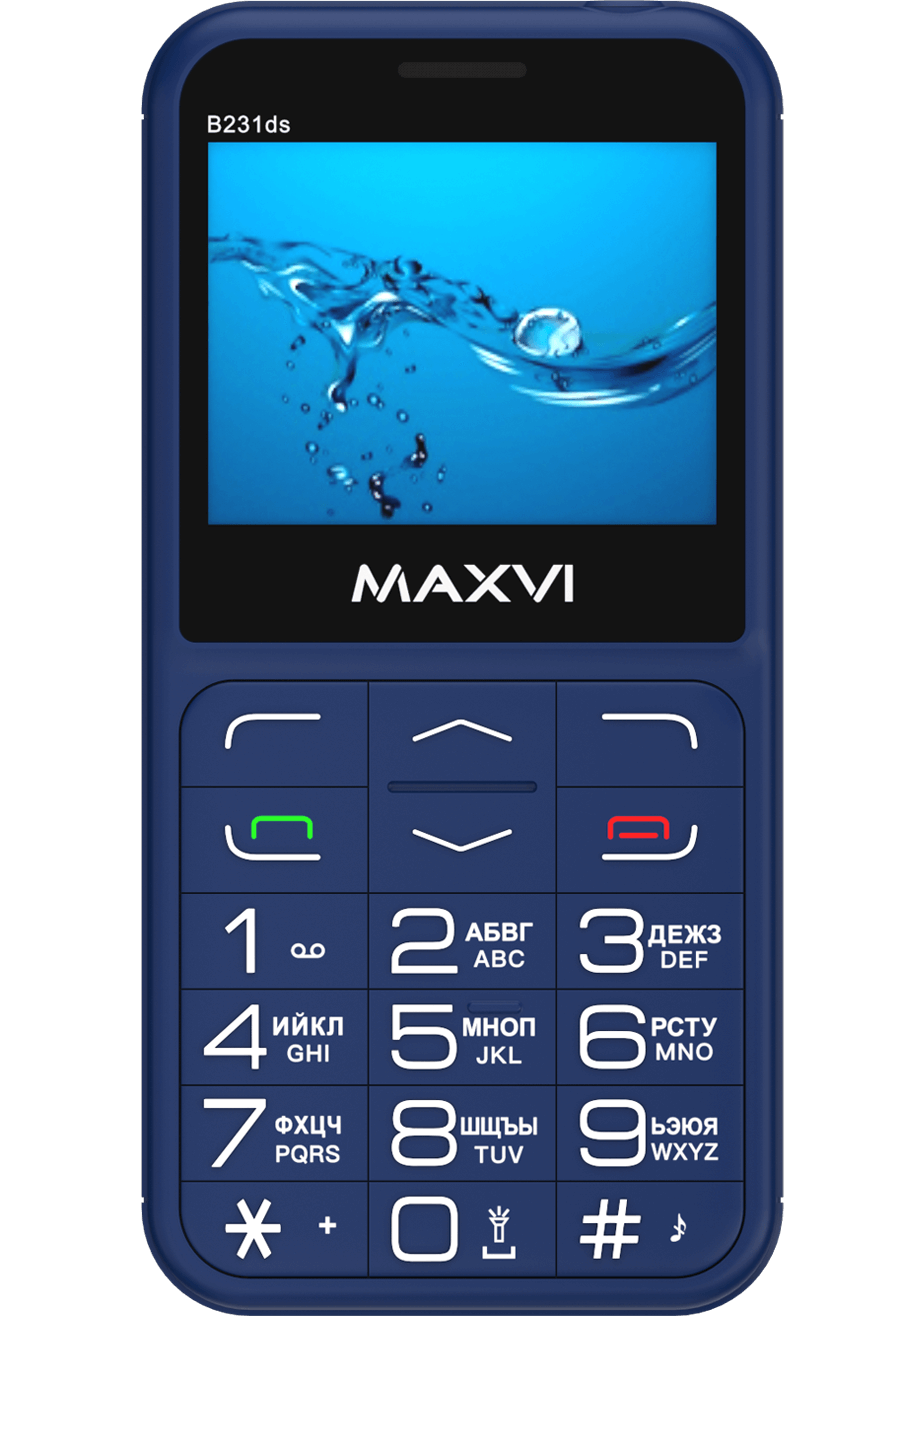 B231ds
MAXVI
1
2 АБВГ
ABC
3 ДЕЖЗ
DEF
4 ИЙКЛ
GHI
5 МНОП
JKL
6 РСТУ
MNO
7 ФХЦЧ
PQRS
8 ШЩЪЫ
TUV
9 ЬЭЮЯ
WXYZ
* +
0
#